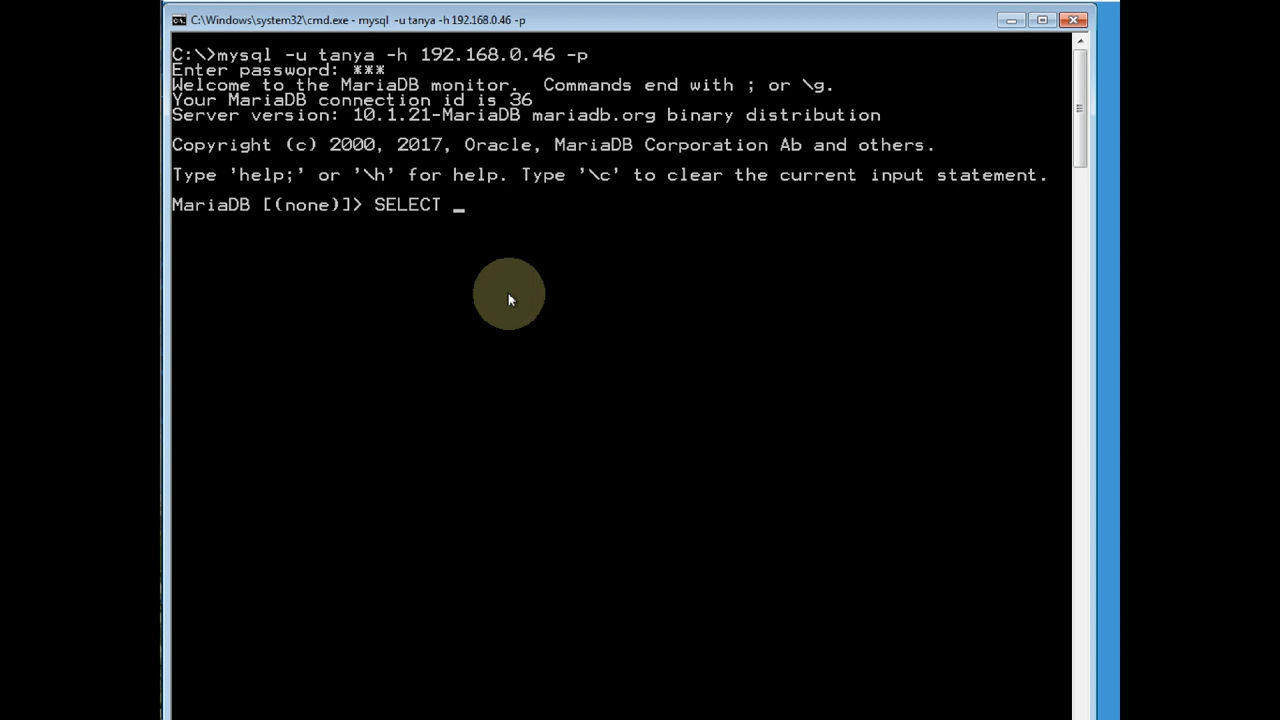 C:\Windows\system32\cmd.exe - mysql -u tanya -h 192.168.0.46 -p
C:\>mysql -u tanya -h 192.168.0.46 -p
Enter password: ***
Welcome to the MariaDB monitor.  Commands end with ; or \g.
Your MariaDB connection id is 36
Server version: 10.1.21-MariaDB mariadb.org binary distribution
Copyright (c) 2000, 2017, Oracle, MariaDB Corporation Ab and others.
Type 'help;' or '\h' for help. Type '\c' to clear the current input statement.
MariaDB [(none)]> SELECT _